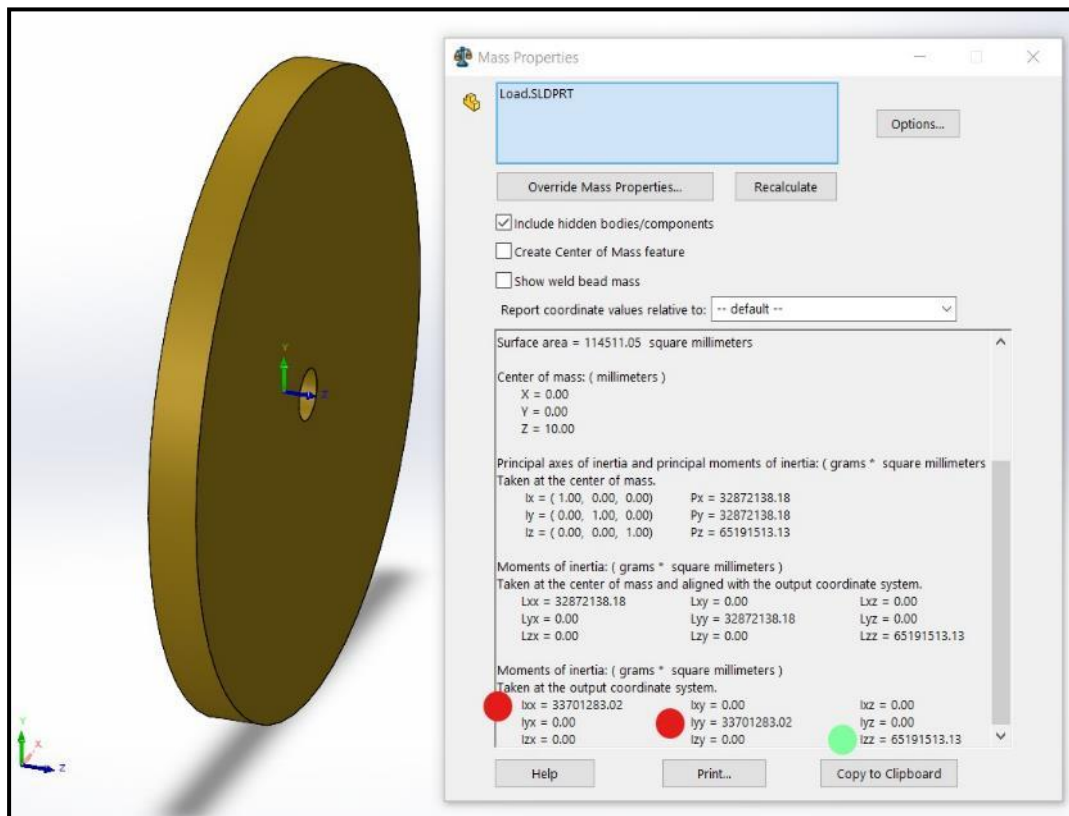 Mass Properties
Load.SLDPRT
Options...
Override Mass Properties...
Recalculate
Include hidden bodies/components
Create Center of Mass feature
Show weld bead mass
Report coordinate values relative to: -- default --
Surface area = 114511.05 square millimeters
Center of mass: ( millimeters )
X = 0.00
Y = 0.00
Z = 10.00
Principal axes of inertia and principal moments of inertia: ( grams * square millimeters
Taken at the center of mass.
Ix = ( 1.00, 0.00, 0.00) Px = 32872138.18
Iy = ( 0.00, 1.00, 0.00) Py = 32872138.18
Iz = ( 0.00, 0.00, 1.00) Pz = 65191513.13
Moments of inertia: ( grams * square millimeters )
Taken at the center of mass and aligned with the output coordinate system.
Lxx = 32872138.18 Lxy = 0.00 Lxz = 0.00
Lyx = 0.00 Lyy = 32872138.18 Lyz = 0.00
Lzx = 0.00 Lzy = 0.00 Lzz = 65191513.13
Moments of inertia: ( grams * square millimeters )
Taken at the output coordinate system.
Ixx = 33701283.02 Ixy = 0.00 Ixz = 0.00
Iyx = 0.00 Iyy = 33701283.02 Iyz = 0.00
Izx = 0.00 Izy = 0.00 Izz = 65191513.13
Help
Print...
Copy to Clipboard
Y
Z
Y
X
Z